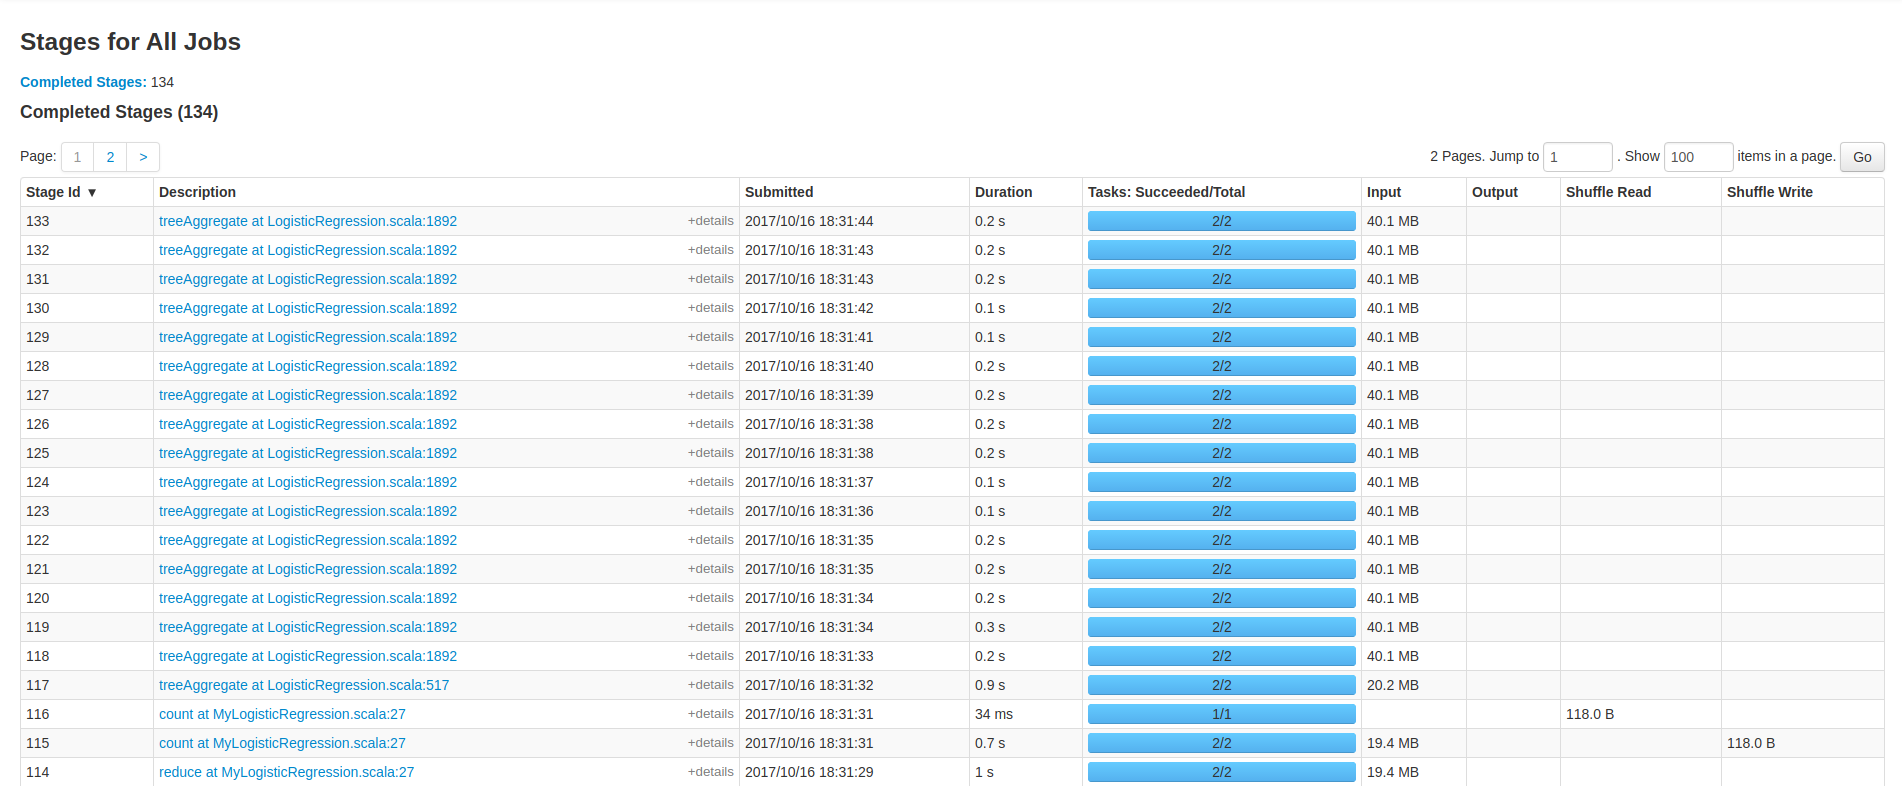 Stages for All Jobs
Completed Stages: 134
Completed Stages (134)
Page: 1 2 > 2 Pages. Jump to 1 . Show 100 items in a page. Go
Stage Id ▼ Description Submitted Duration Tasks: Succeeded/Total Input Output Shuffle Read Shuffle Write
133 treeAggregate at LogisticRegression.scala:1892 +details 2017/10/16 18:31:44 0.2 s 2/2 40.1 MB
132 treeAggregate at LogisticRegression.scala:1892 +details 2017/10/16 18:31:43 0.2 s 2/2 40.1 MB
131 treeAggregate at LogisticRegression.scala:1892 +details 2017/10/16 18:31:43 0.2 s 2/2 40.1 MB
130 treeAggregate at LogisticRegression.scala:1892 +details 2017/10/16 18:31:42 0.1 s 2/2 40.1 MB
129 treeAggregate at LogisticRegression.scala:1892 +details 2017/10/16 18:31:41 0.1 s 2/2 40.1 MB
128 treeAggregate at LogisticRegression.scala:1892 +details 2017/10/16 18:31:40 0.2 s 2/2 40.1 MB
127 treeAggregate at LogisticRegression.scala:1892 +details 2017/10/16 18:31:39 0.2 s 2/2 40.1 MB
126 treeAggregate at LogisticRegression.scala:1892 +details 2017/10/16 18:31:38 0.2 s 2/2 40.1 MB
125 treeAggregate at LogisticRegression.scala:1892 +details 2017/10/16 18:31:38 0.2 s 2/2 40.1 MB
124 treeAggregate at LogisticRegression.scala:1892 +details 2017/10/16 18:31:37 0.1 s 2/2 40.1 MB
123 treeAggregate at LogisticRegression.scala:1892 +details 2017/10/16 18:31:36 0.1 s 2/2 40.1 MB
122 treeAggregate at LogisticRegression.scala:1892 +details 2017/10/16 18:31:35 0.2 s 2/2 40.1 MB
121 treeAggregate at LogisticRegression.scala:1892 +details 2017/10/16 18:31:35 0.2 s 2/2 40.1 MB
120 treeAggregate at LogisticRegression.scala:1892 +details 2017/10/16 18:31:34 0.2 s 2/2 40.1 MB
119 treeAggregate at LogisticRegression.scala:1892 +details 2017/10/16 18:31:34 0.3 s 2/2 40.1 MB
118 treeAggregate at LogisticRegression.scala:1892 +details 2017/10/16 18:31:33 0.2 s 2/2 40.1 MB
117 treeAggregate at LogisticRegression.scala:517 +details 2017/10/16 18:31:32 0.9 s 2/2 20.2 MB
116 count at MyLogisticRegression.scala:27 +details 2017/10/16 18:31:31 34 ms 1/1 118.0 B
115 count at MyLogisticRegression.scala:27 +details 2017/10/16 18:31:31 0.7 s 2/2 19.4 MB 118.0 B
114 reduce at MyLogisticRegression.scala:27 +details 2017/10/16 18:31:29 1 s 2/2 19.4 MB